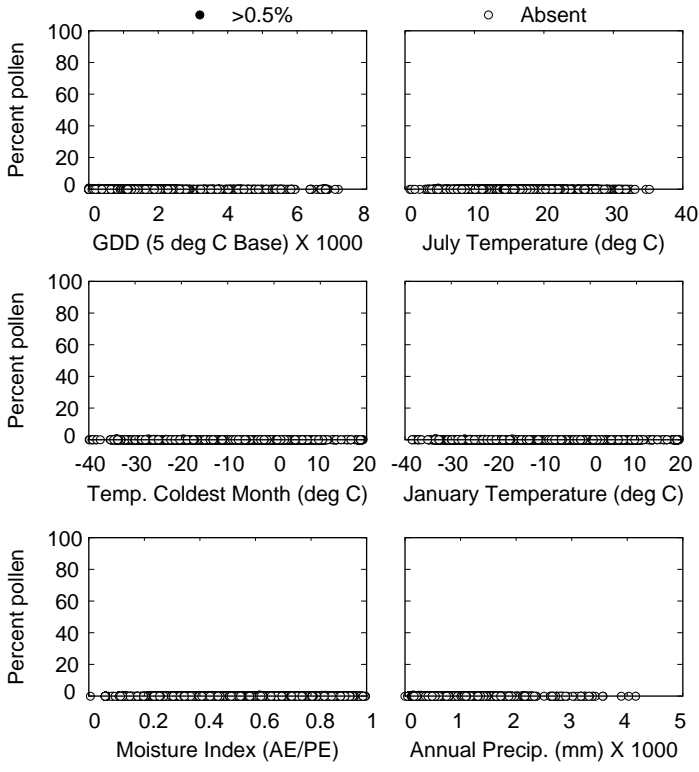 >0.5% Absent
Percent pollen
100
80
60
40
20
0
0 2 4 6 8
GDD (5 deg C Base) X 1000
0 10 20 30 40
July Temperature (deg C)
Percent pollen
100
80
60
40
20
0
-40 -30 -20 -10 0 10 20
Temp. Coldest Month (deg C)
-40 -30 -20 -10 0 10 20
January Temperature (deg C)
Percent pollen
100
80
60
40
20
0
0 0.2 0.4 0.6 0.8 1
Moisture Index (AE/PE)
0 1 2 3 4 5
Annual Precip. (mm) X 1000